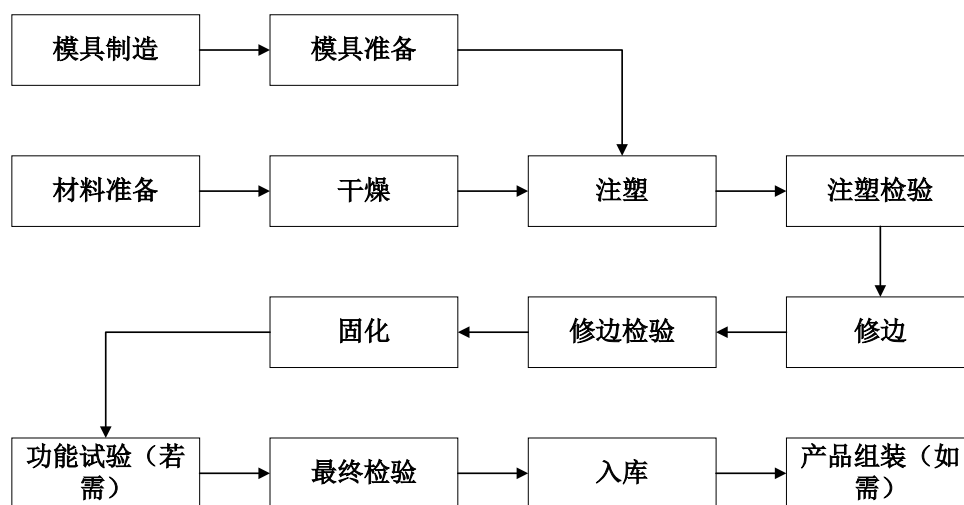 模具制造
模具准备
材料准备
干燥
注塑
注塑检验
固化
修边检验
修边
功能试验（若
需）
最终检验
入库
产品组装（如
需）